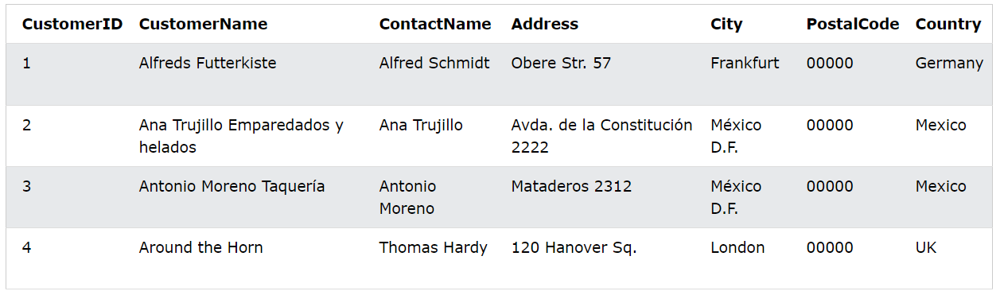 CustomerID CustomerName ContactName Address City PostalCode Country
1 Alfreds Futterkiste Alfred Schmidt Obere Str. 57 Frankfurt 00000 Germany
2 Ana Trujillo Emparedados y Ana Trujillo Avda. de la Constitución México 00000 Mexico
helados 2222 D.F.
3 Antonio Moreno Taquería Antonio Mataderos 2312 México 00000 Mexico
Moreno D.F.
4 Around the Horn Thomas Hardy 120 Hanover Sq. London 00000 UK